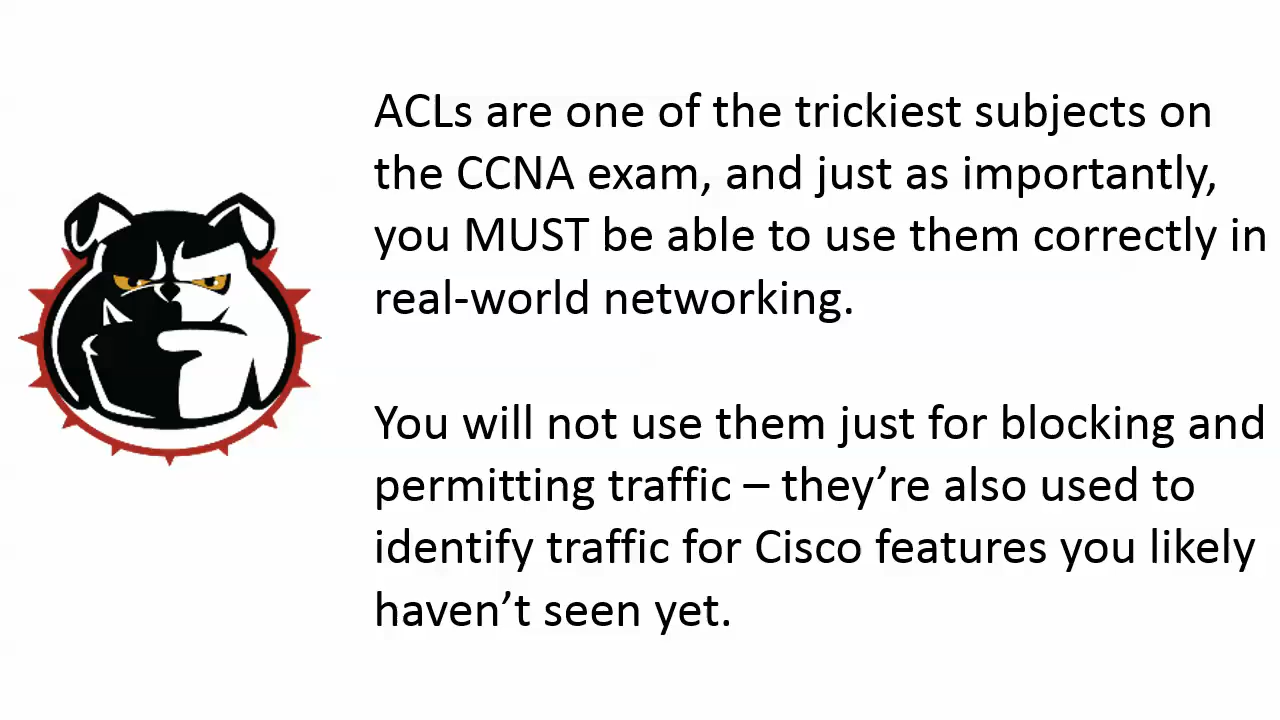 ACLs are one of the trickiest subjects on
the CCNA exam, and just as importantly,
you MUST be able to use them correctly in
real-world networking.
You will not use them just for blocking and
permitting traffic – they’re also used to
identify traffic for Cisco features you likely
haven’t seen yet.